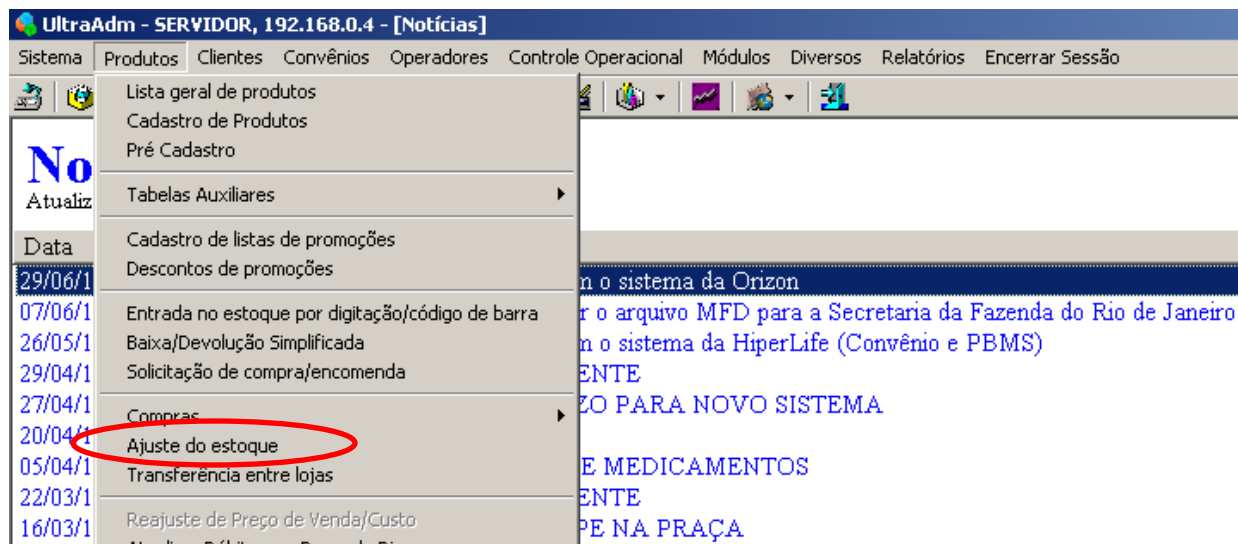 UltraAdm - SERVIDOR, 192.168.0.4 - [Notícias]
Sistema Produtos Clientes Convênios Operadores Controle Operacional Módulos Diversos Relatórios Encerrar Sessão
Lista geral de produtos
Cadastro de Produtos
Pré Cadastro
No
Atualiz
Tabelas Auxiliares
Cadastro de listas de promoções
Data
Descontos de promoções
29/06/1 m o sistema da Orizon
Entrada no estoque por digitação/código de barra
07/06/1 r o arquivo MFD para a Secretaria da Fazenda do Rio de Janeiro
Baixa/Devolução Simplificada
26/05/1 m o sistema da HiperLife (Convênio e PBMS)
Solicitação de compra/encomenda
29/04/1 ENTE
27/04/1 ZO PARA NOVO SISTEMA
Compras
20/04/1
Ajuste do estoque
05/04/1 E MEDICAMENTOS
Transferência entre lojas
22/03/1 ENTE
Reajuste de Preço de Venda/Custo
16/03/1 PE NA PRAÇA